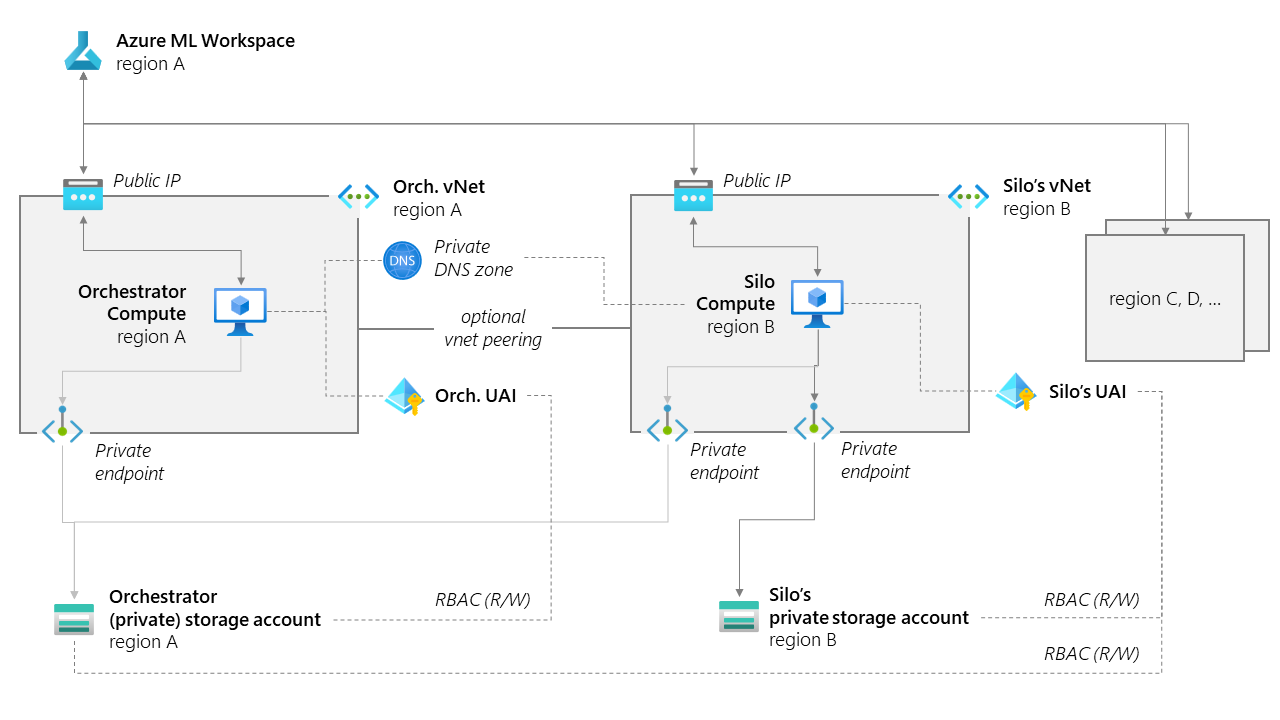 Azure ML Workspace
region A
Public IP
Orch. vNet
region A
Public IP
Silo's vNet
region B
Private
DNS zone
DNS
Orchestrator
Compute
region A
optional
vnet peering
Silo
Compute
region B
region C, D, ...
Orch. UAI
Silo's UAI
Private
endpoint
Private
endpoint
Private
endpoint
Orchestrator
(private) storage account
region A
RBAC (R/W)
Silo's
private storage account
region B
RBAC (R/W)
RBAC (R/W)